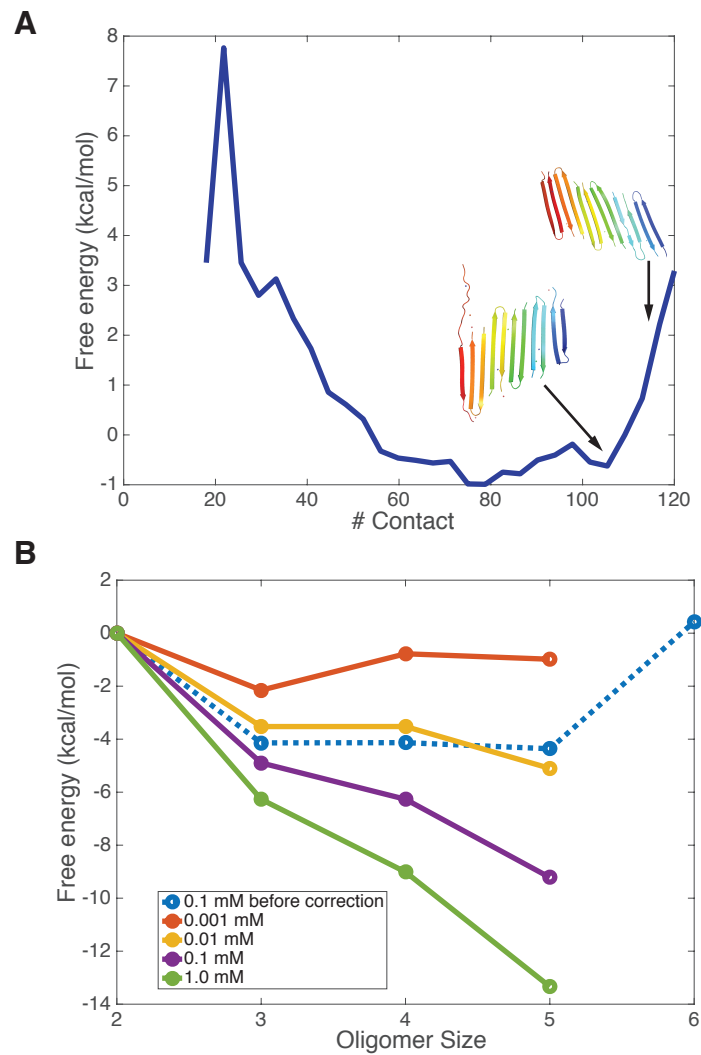 A
Free energy (kcal/mol)
8
7
6
5
4
3
2
1
0
-1
0 20 40 60 80 100 120
# Contact
B
Free energy (kcal/mol)
2
0
-2
-4
-6
-8
-10
-12
-14
0.1 mM before correction
0.001 mM
0.01 mM
0.1 mM
1.0 mM
2 3 4 5 6
Oligomer Size